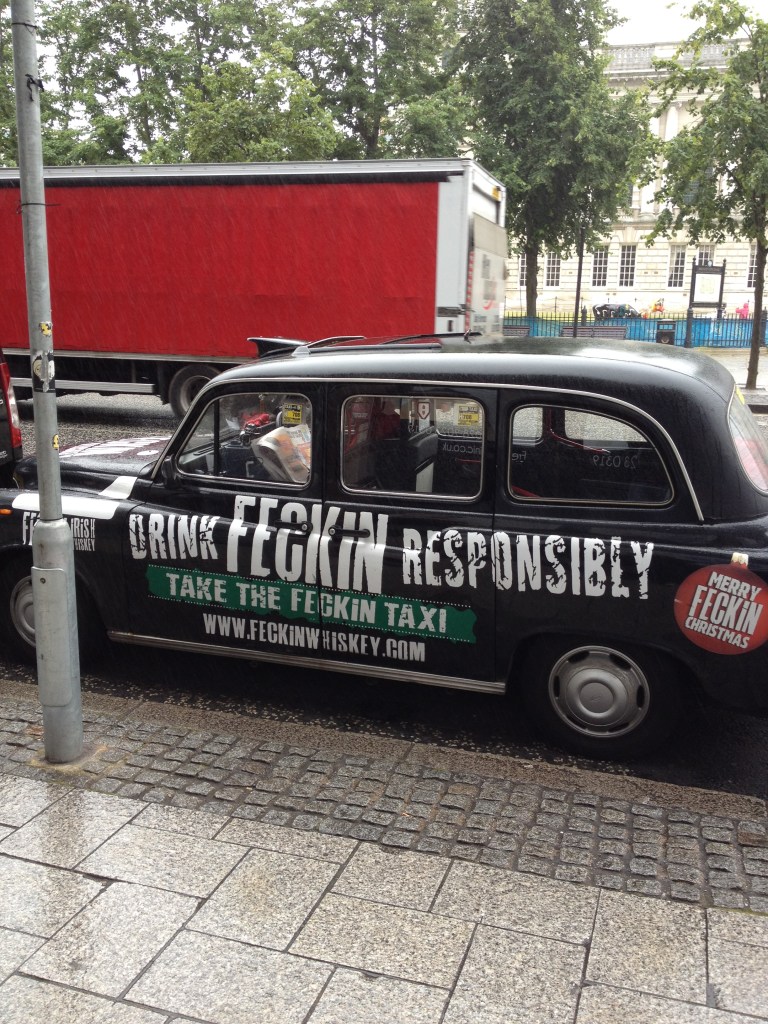 DRINK FECKiN RESPONSIBLY
TAKE THE FECKiN TAXI
WWW.FECKiNWHISKEY.COM
MERRY
FECKiN
CHRISTMAS